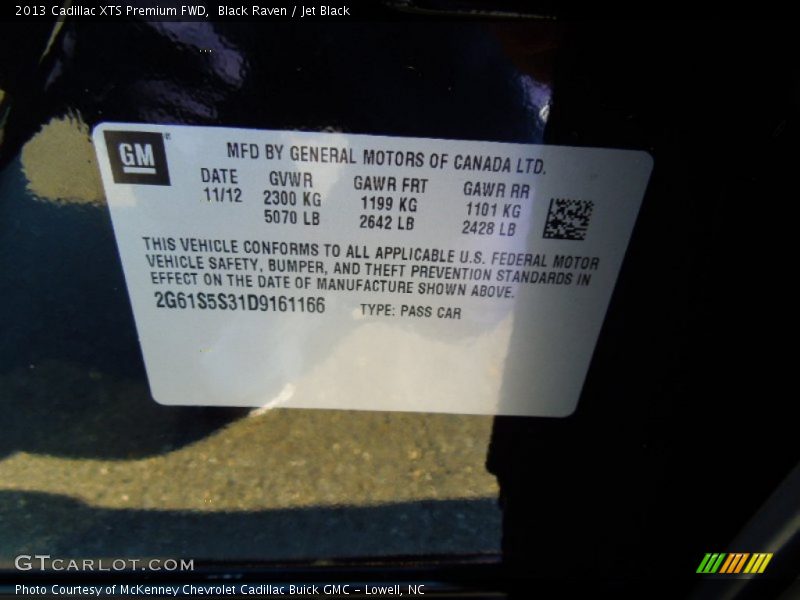 2013 Cadillac XTS Premium FWD,  Black Raven / Jet Black
GM
MFD BY GENERAL MOTORS OF CANADA LTD.
DATE GVWR GAWR FRT GAWR RR
11/12 2300 KG 1199 KG 1101 KG
5070 LB 2642 LB 2428 LB
THIS VEHICLE CONFORMS TO ALL APPLICABLE U.S. FEDERAL MOTOR
VEHICLE SAFETY, BUMPER, AND THEFT PREVENTION STANDARDS IN
EFFECT ON THE DATE OF MANUFACTURE SHOWN ABOVE.
2G61S5S31D9161166 TYPE: PASS CAR
GTCARLOT.COM
Photo Courtesy of McKenney Chevrolet Cadillac Buick GMC – Lowell, NC